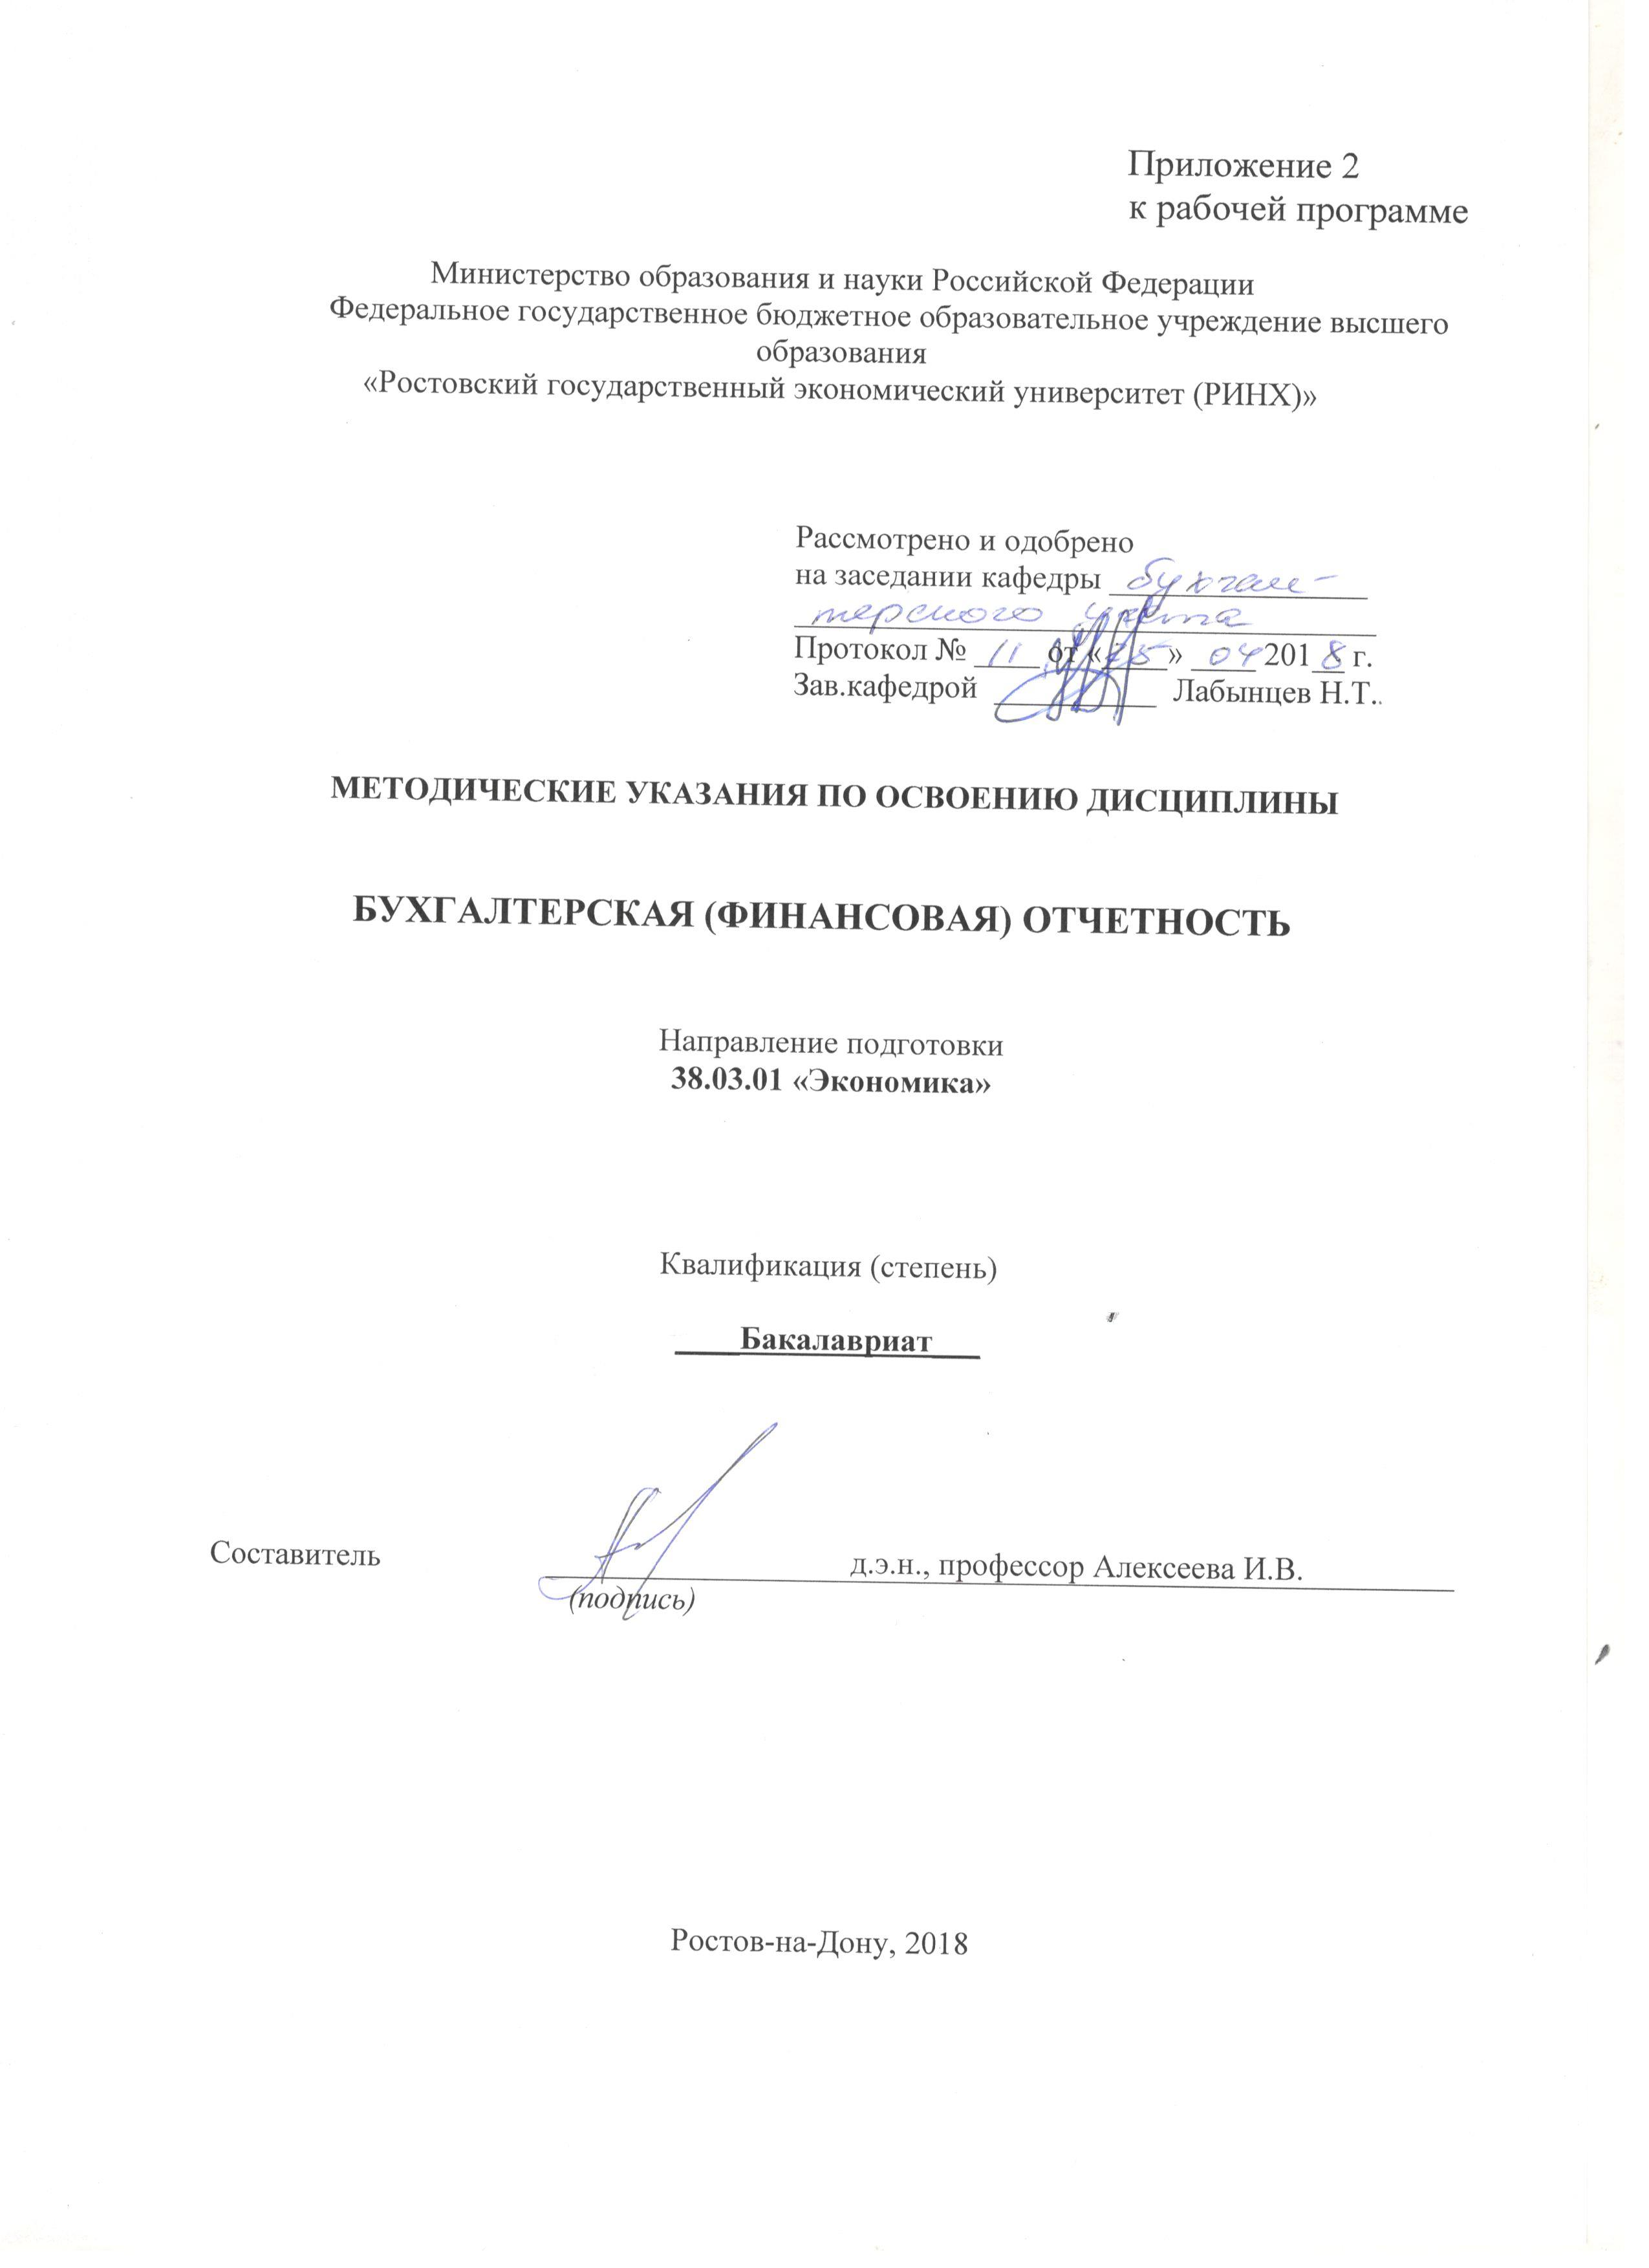 Приложение 2
к рабочей программе
Министерство образования и науки Российской Федерации
Федеральное государственное бюджетное образовательное учреждение высшего
образования
«Ростовский государственный экономический университет (РИНХ)»
Рассмотрено и одобрено
на заседании кафедры бухгал-
терского учета
Протокол № 11 от «25» 04 2018 г.
Зав.кафедрой Лабынцев Н.Т..
МЕТОДИЧЕСКИЕ УКАЗАНИЯ ПО ОСВОЕНИЮ ДИСЦИПЛИНЫ
БУХГАЛТЕРСКАЯ (ФИНАНСОВАЯ) ОТЧЕТНОСТЬ
Направление подготовки
38.03.01 «Экономика»
Квалификация (степень)
Бакалавриат
Составитель д.э.н., профессор Алексеева И.В.
(подпись)
Ростов-на-Дону, 2018